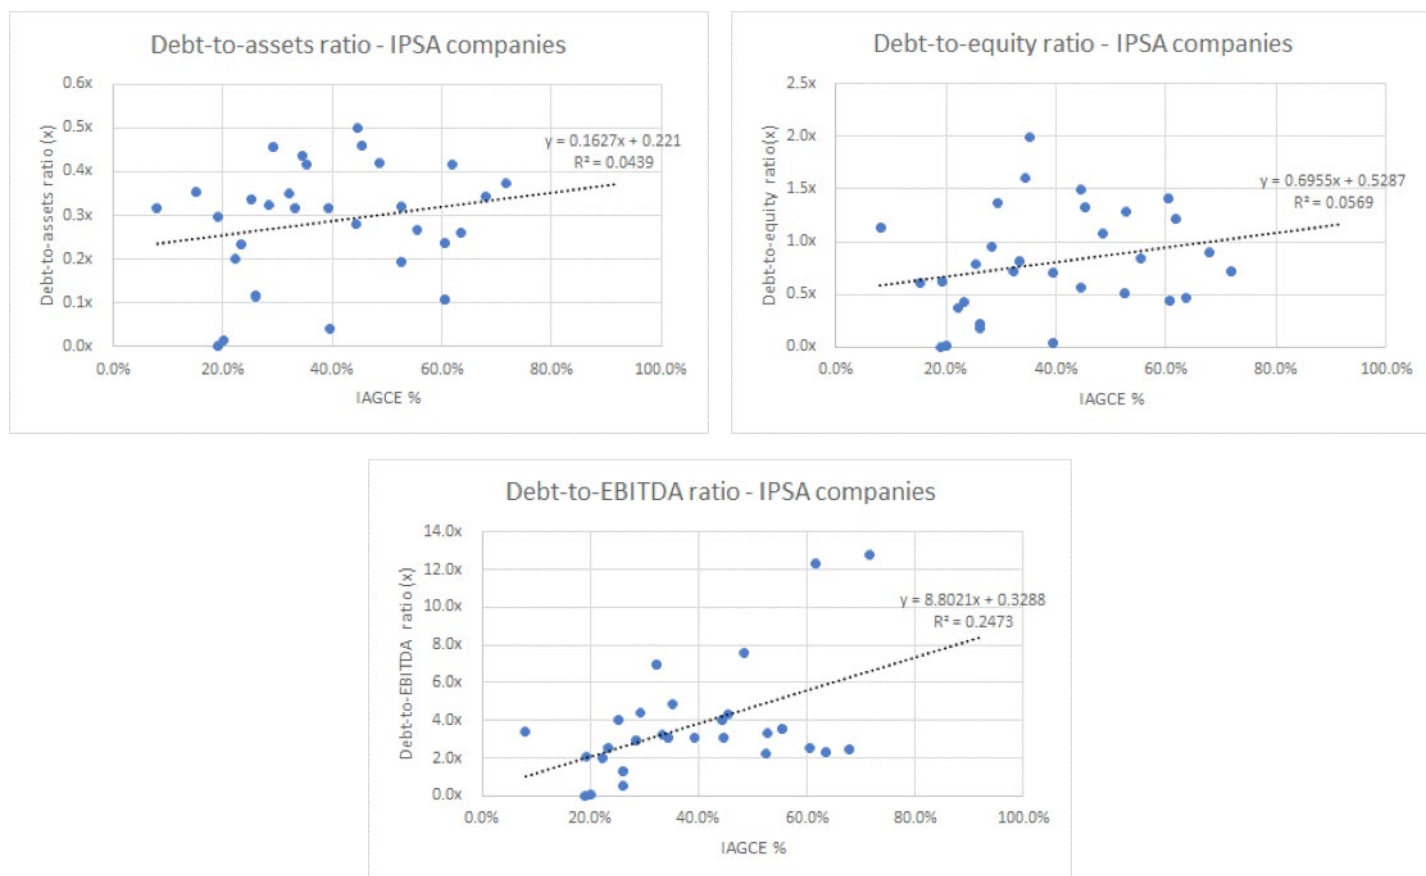 Debt-to-assets ratio - IPSA companies
0.6x
0.5x
0.4x
0.3x
0.2x
0.1x
0.0x
Debt-to-assets ratio (x)
y = 0.1627x + 0.221
R² = 0.0439
0.0% 20.0% 40.0% 60.0% 80.0% 100.0%
IAGCE %
Debt-to-equity ratio - IPSA companies
2.5x
2.0x
1.5x
1.0x
0.5x
0.0x
Debt-to-equity ratio(x)
y = 0.6955x + 0.5287
R² = 0.0569
0.0% 20.0% 40.0% 60.0% 80.0% 100.0%
IAGCE %
Debt-to-EBITDA ratio - IPSA companies
14.0x
12.0x
10.0x
8.0x
6.0x
4.0x
2.0x
0.0x
Debt-to-EBITDA ratio (x)
y = 8.8021x + 0.3288
R² = 0.2473
0.0% 20.0% 40.0% 60.0% 80.0% 100.0%
IAGCE %